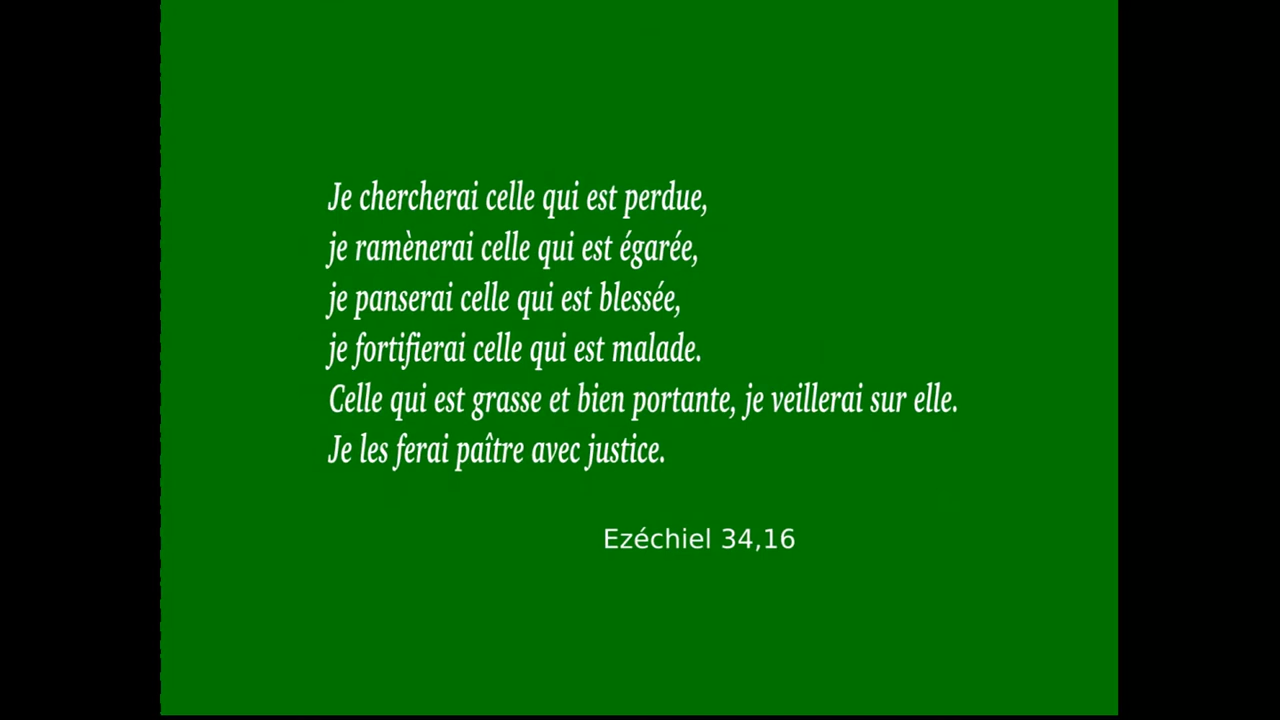 Je chercherai celle qui est perdue,
je ramènerai celle qui est égarée,
je panserai celle qui est blessée,
je fortifierai celle qui est malade.
Celle qui est grasse et bien portante, je veillerai sur elle.
Je les ferai paître avec justice.
Ezéchiel 34,16